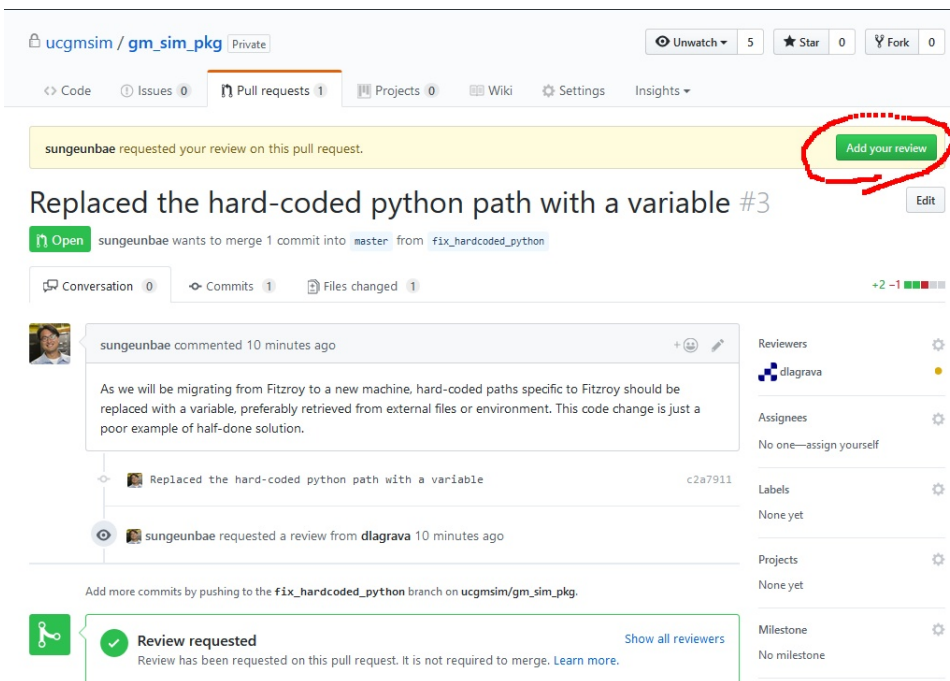 ucgmsim / gm_sim_pkg Private
Unwatch 5 Star 0 Fork 0
Code Issues 0 Pull requests 1 Projects 0 Wiki Settings Insights
sungeunbae requested your review on this pull request. Add your review
Replaced the hard-coded python path with a variable #3 Edit
Open sungeunbae wants to merge 1 commit into master from fix_hardcoded_python
Conversation 0 Commits 1 Files changed 1 +2 −1
sungeunbae commented 10 minutes ago
As we will be migrating from Fitzroy to a new machine, hard-coded paths specific to Fitzroy should be
replaced with a variable, preferably retrieved from external files or environment. This code change is just a
poor example of half-done solution.
Replaced the hard-coded python path with a variable c2a7911
sungeunbae requested a review from dlagrava 10 minutes ago
Add more commits by pushing to the fix_hardcoded_python branch on ucgmsim/gm_sim_pkg.
Review requested Show all reviewers
Review has been requested on this pull request. It is not required to merge. Learn more.
Reviewers
dlagrava
Assignees
No one—assign yourself
Labels
None yet
Projects
None yet
Milestone
No milestone